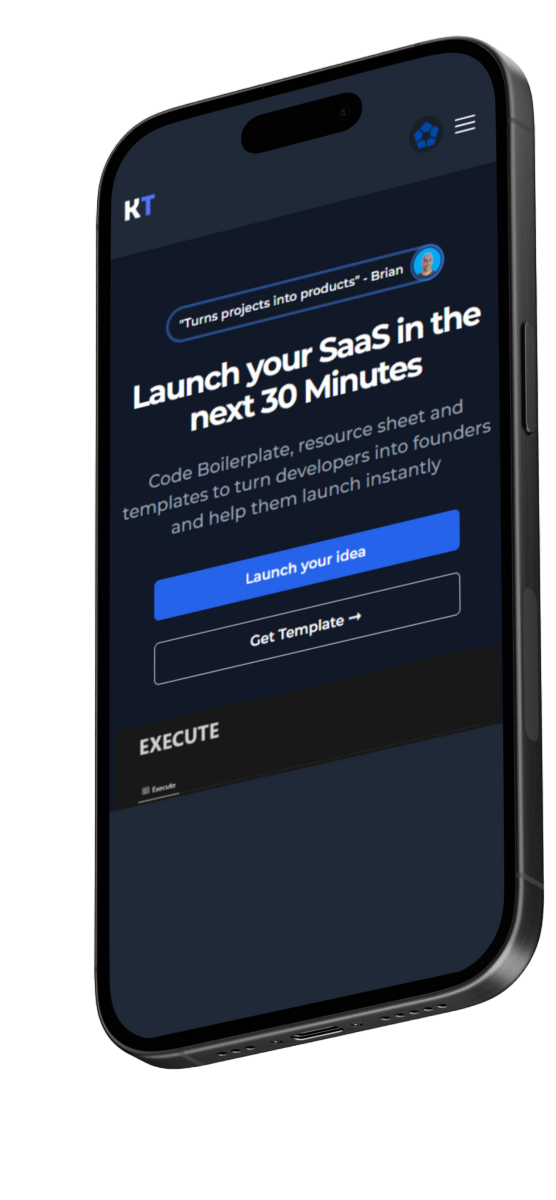 KT
"Turns projects into products" - Brian
Launch your SaaS in the
next 30 Minutes
Code Boilerplate, resource sheet and
templates to turn developers into founders
and help them launch instantly
Launch your idea
Get Template →
EXECUTE
Execute